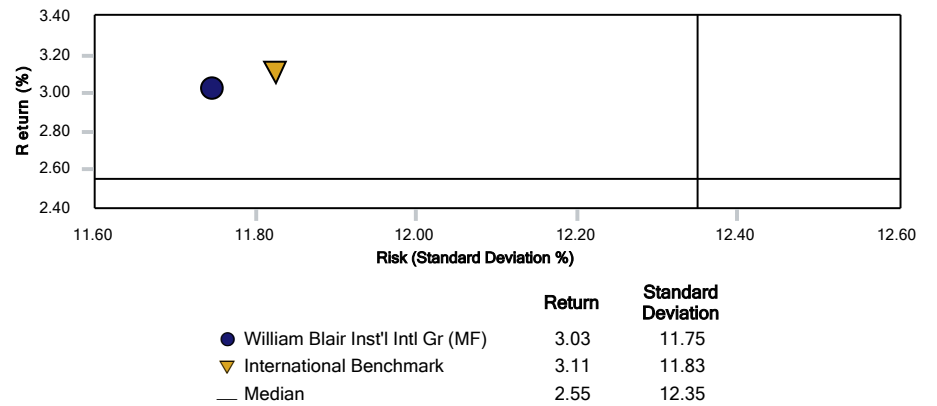 3.40
3.20
3.00
2.80
2.60
2.40
Return (%)
11.60 11.80 12.00 12.20 12.40 12.60
Risk (Standard Deviation %)
Return Standard Deviation
William Blair Inst'l Intl Gr (MF) 3.03 11.75
International Benchmark 3.11 11.83
Median 2.55 12.35